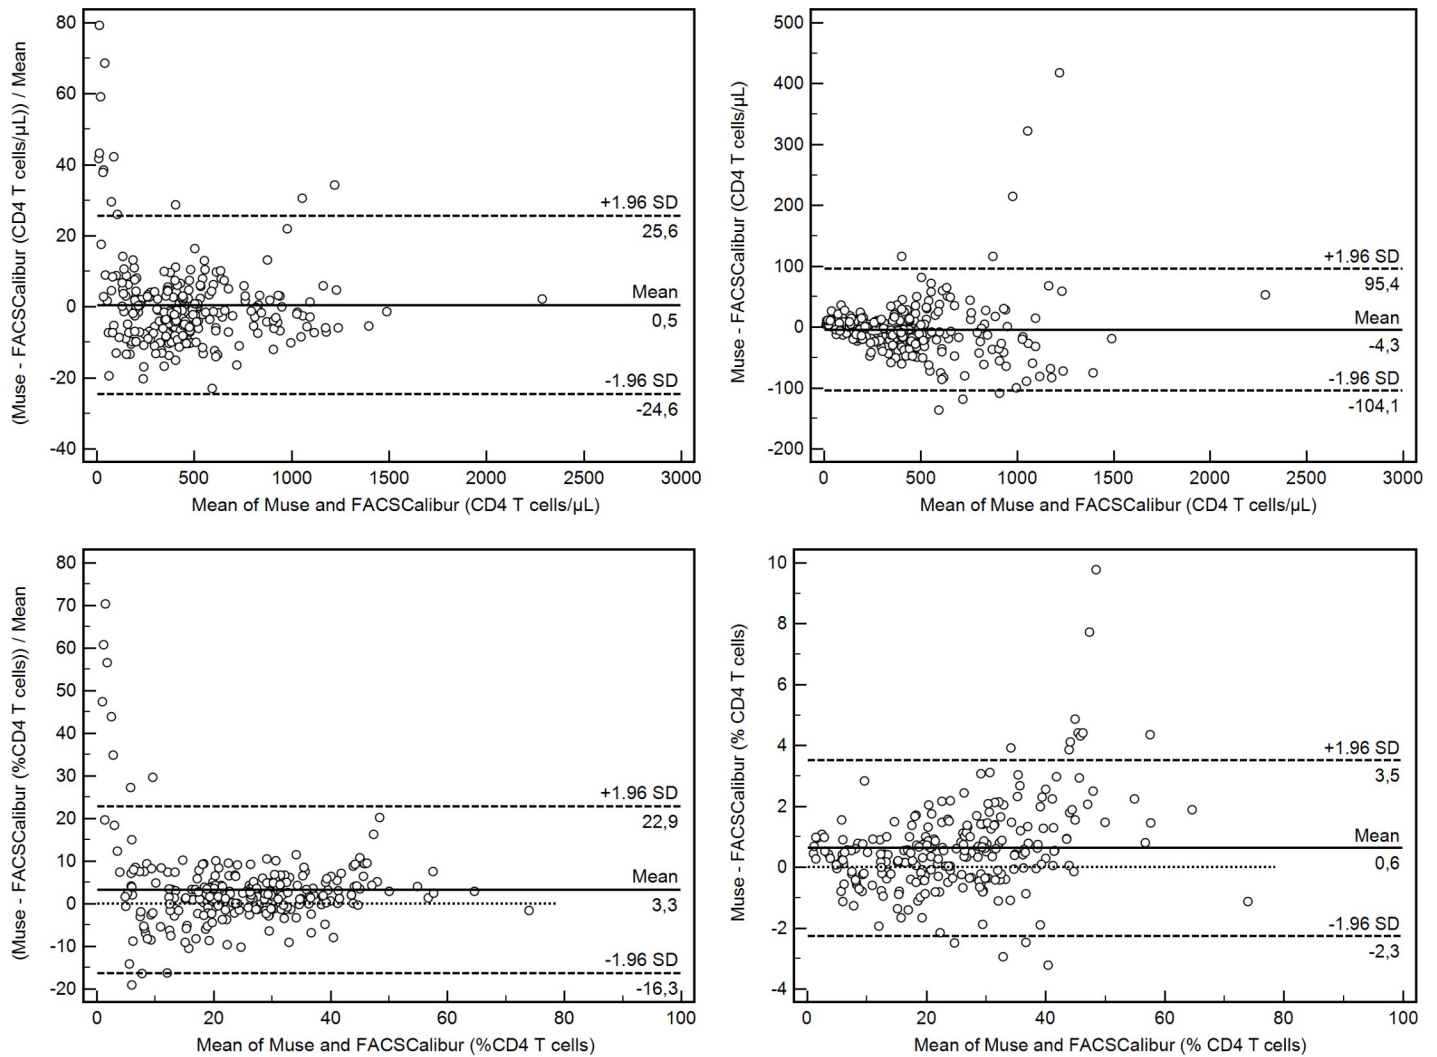 (Muse - FACSCalibur (CD4 T cells/µL)) / Mean
80
60
40
20
0
-20
-40
+1.96 SD
25,6
Mean
0,5
-1.96 SD
-24,6
0 500 1000 1500 2000 2500 3000
Mean of Muse and FACSCalibur (CD4 T cells/µL)
Muse - FACSCalibur (CD4 T cells/µL)
500
400
300
200
100
0
-100
-200
+1.96 SD
95,4
Mean
-4,3
-1.96 SD
-104,1
0 500 1000 1500 2000 2500 3000
Mean of Muse and FACSCalibur (CD4 T cells/µL)
(Muse - FACSCalibur (%CD4 T cells)) / Mean
80
70
60
50
40
30
20
10
0
-10
-20
+1.96 SD
22,9
Mean
3,3
-1.96 SD
-16,3
0 20 40 60 80 100
Mean of Muse and FACSCalibur (%CD4 T cells)
Muse - FACSCalibur (% CD4 T cells)
10
8
6
4
2
0
-2
-4
+1.96 SD
3,5
Mean
0,6
-1.96 SD
-2,3
0 20 40 60 80 100
Mean of Muse and FACSCalibur (% CD4 T cells)